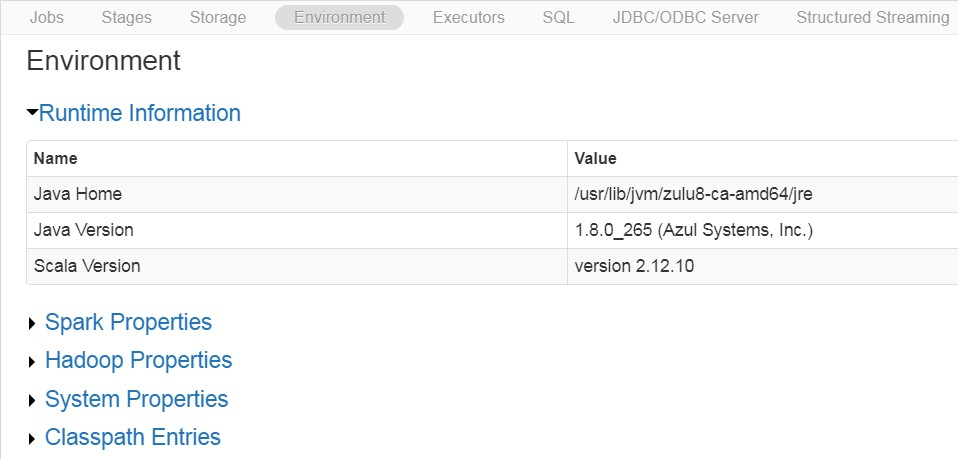 Jobs Stages Storage Environment Executors SQL JDBC/ODBC Server Structured Streaming
Environment
Runtime Information
Name Value
Java Home /usr/lib/jvm/zulu8-ca-amd64/jre
Java Version 1.8.0_265 (Azul Systems, Inc.)
Scala Version version 2.12.10
Spark Properties
Hadoop Properties
System Properties
Classpath Entries